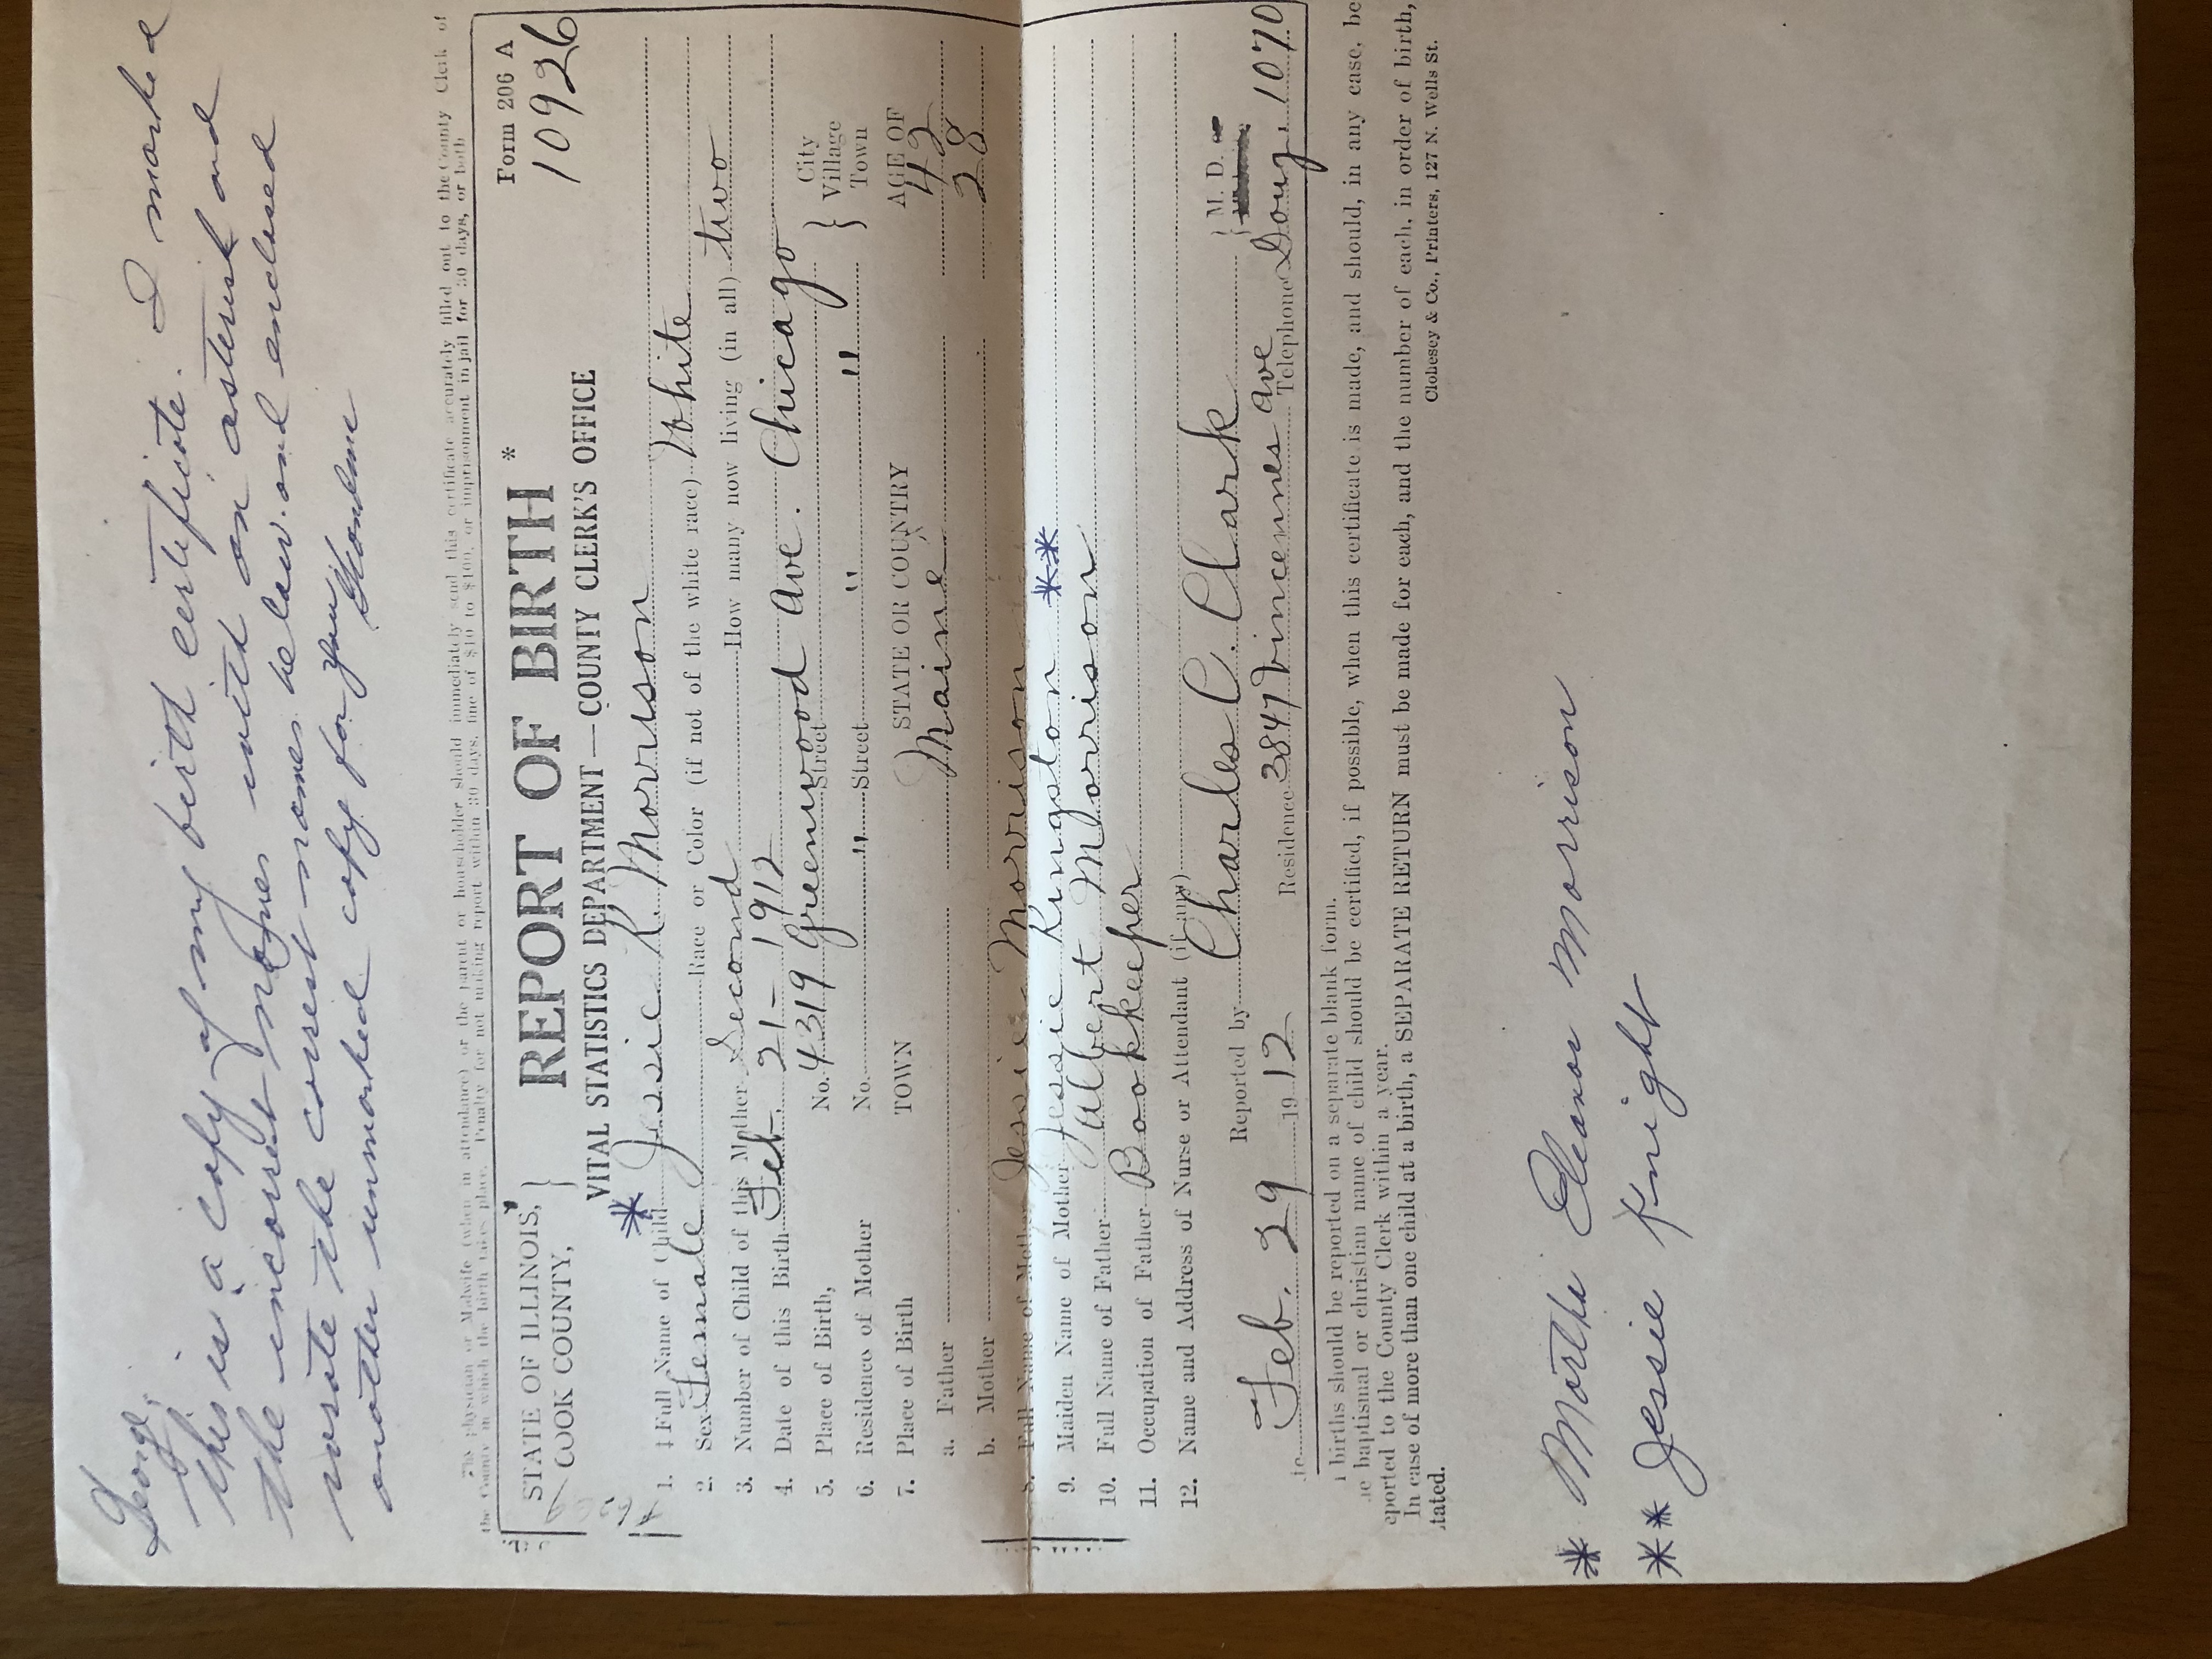 George,
this is a copy of my birth certificate. I marked
the incorrect names with an asterisk and
wrote the correct names below. and enclosed
another unmarked copy for you. Grandma
The physician or Midwife (when in attendance) or the parent or householder should immediately send this certificate accurately filled out to the County Clerk of
the County in which the birth takes place. Penalty for not making report within 30 days, fine of $10 to $100, or imprisonment in jail for 30 days, or both
STATE OF ILLINOIS,
COOK COUNTY,
REPORT OF BIRTH *
Form 206 A
10926
VITAL STATISTICS DEPARTMENT — COUNTY CLERK'S OFFICE
1. ‡ Full Name of Child * Jessie K. Morrison
2. Sex Female Race or Color (if not of the white race) White
3. Number of Child of this Mother Second How many now living (in all) two
4. Date of this Birth Feb. 21 - 1912
5. Place of Birth, No. 4319 Greenwood Ave. Street Chicago City
Village
6. Residence of Mother No. " Street " " Town
7. Place of Birth TOWN STATE OR COUNTRY AGE OF
a. Father Maine 42
b. Mother 28
8. Full Name of Mother Jessie Morrison
9. Maiden Name of Mother Jessie Kingston **
10. Full Name of Father Albert Morrison
11. Occupation of Father Bookkeeper
12. Name and Address of Nurse or Attendant (if any)
Reported by Charles C. Clark M. D. or
Feb. 29 1912 Residence 3847 Vincennes Ave Telephone Doug. 1070
births should be reported on a separate blank form.
baptismal or christian name of child should be certified, if possible, when this certificate is made, and should, in any case, be
eported to the County Clerk within a year.
In case of more than one child at a birth, a SEPARATE RETURN must be made for each, and the number of each, in order of birth,
tated.
Clohesey & Co., Printers, 127 N. Wells St.
* Martha Eleanor Morrison
** Jessie Knight